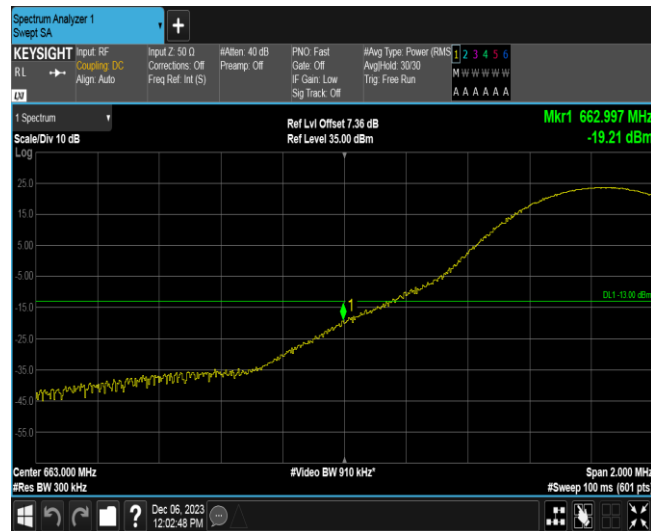 Spectrum Analyzer 1
Swept SA
+
KEYSIGHT
RL
LXI
Input: RF
Coupling: DC
Align: Auto
Input Z: 50 Ω
Corrections: Off
Freq Ref: Int (S)
#Atten: 40 dB
Preamp: Off
PNO: Fast
Gate: Off
IF Gain: Low
Sig Track: Off
#Avg Type: Power (RMS
Avg|Hold: 30/30
Trig: Free Run
1 2 3 4 5 6
M W W W W W
A A A A A A
1 Spectrum
Scale/Div 10 dB
Log
Ref Lvl Offset 7.36 dB
Ref Level 35.00 dBm
Mkr1 662.997 MHz
-19.21 dBm
25.0
15.0
5.00
-5.00
-15.0
-25.0
-35.0
-45.0
-55.0
1
DL1 -13.00 dBm
Center 663.000 MHz
#Res BW 300 kHz
#Video BW 910 kHz*
Span 2.000 MHz
#Sweep 100 ms (601 pts)
?
Dec 06, 2023
12:02:48 PM